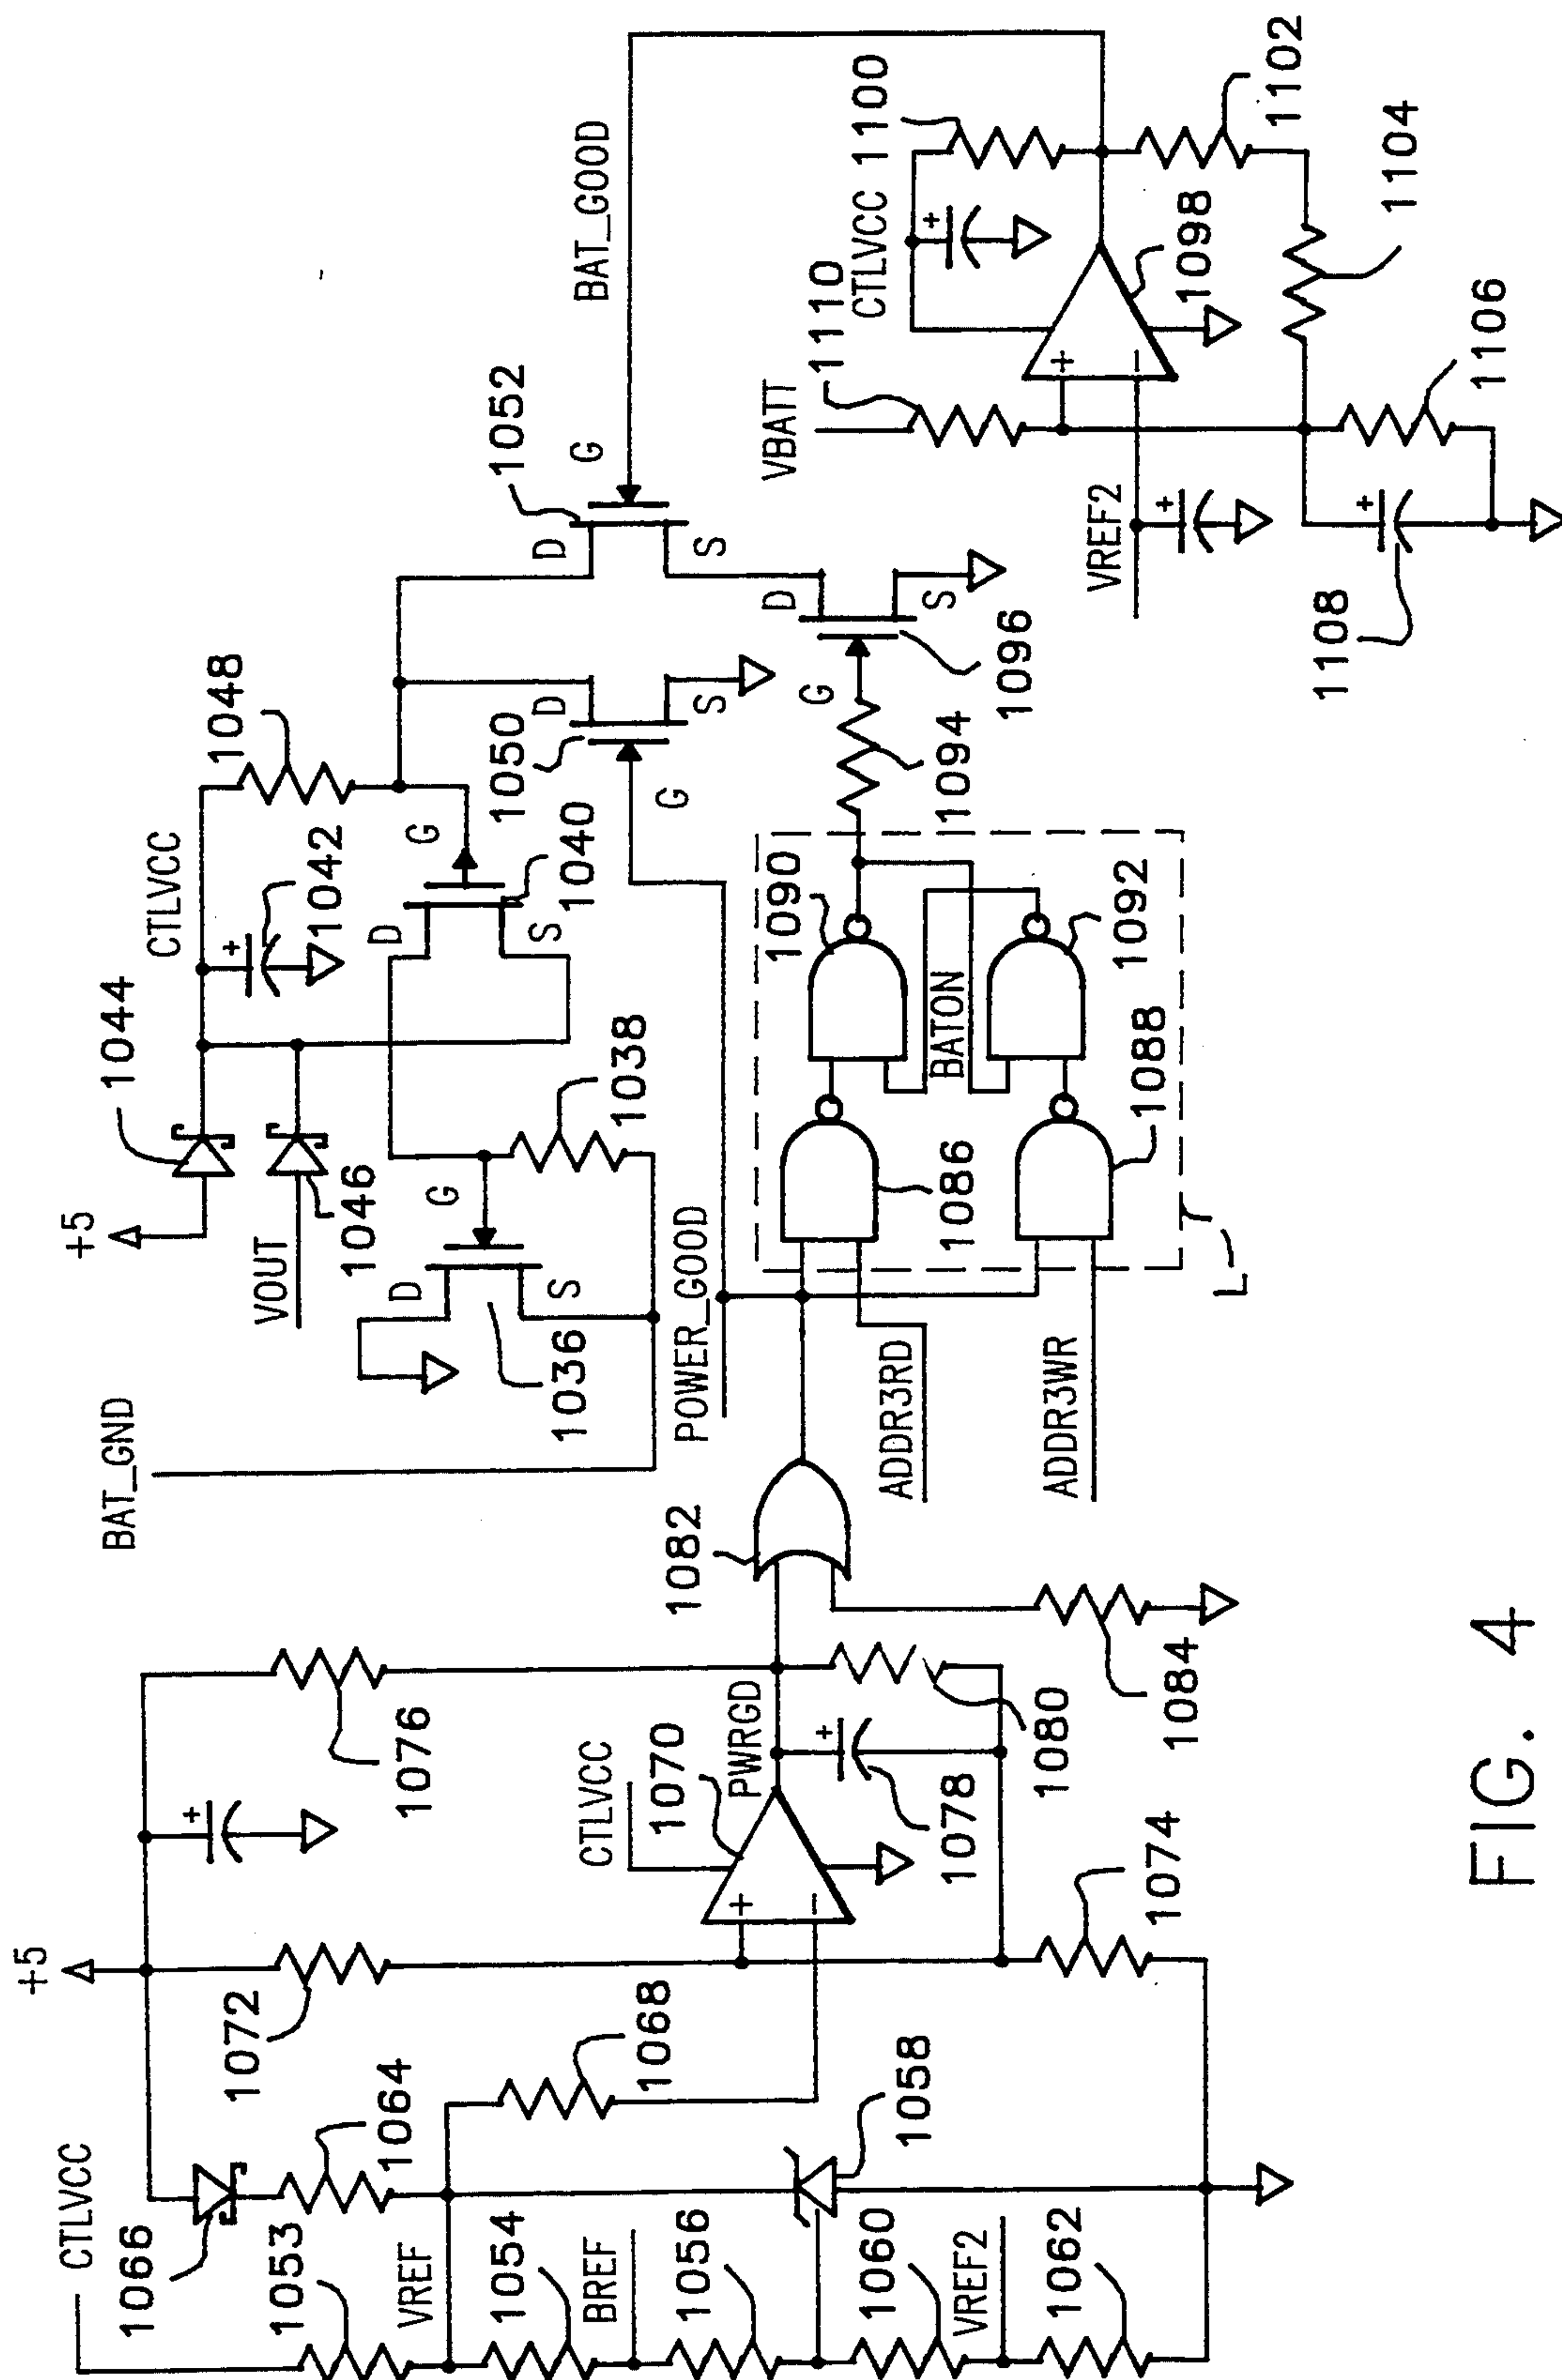 CTLVCC
1066
1053
VREF
1054
BREF
1056
1060
VREF2
1062
+5
1072
1064
1068
1058
1076
CTLVCC
1070
PWRGD
+
-
+
+
1078
1080
1074
1082
1084
BAT_GND
+5
1044
VOUT
1046
CTLVCC
+
1042
1048
D
G
S
1036
1038
D
G
S
1040
1050
D
G
S
1052
D
G
S
BAT_GOOD
POWER_GOOD
ADDR3RD
ADDR3WR
1086
1088
1090
BATON
1092
L
1094
G
D
S
1096
VBATT
1110
CTLVCC
1100
+
1098
+
-
VREF2
+
1102
1104
1106
+
1108
FIG. 4